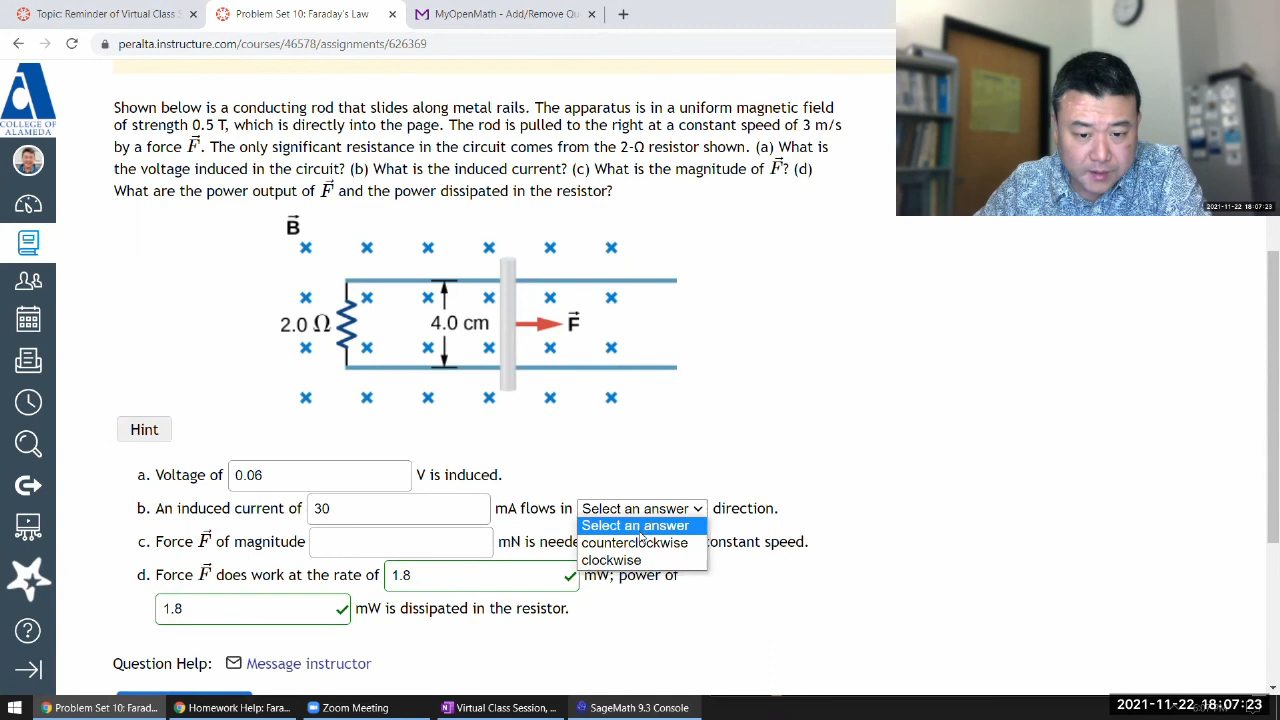 Topic: Reminder of Virtual Class S
Problem Set 10: Faraday's Law
MyOpenMath - Add/Remove Qu
peralta.instructure.com/courses/46578/assignments/626369
COLLEGE OF
ALAMEDA
2021-11-22 18:07:23
Shown below is a conducting rod that slides along metal rails. The apparatus is in a uniform magnetic field
of strength 0.5 T, which is directly into the page. The rod is pulled to the right at a constant speed of 3 m/s
by a force F⃗. The only significant resistance in the circuit comes from the 2-Ω resistor shown. (a) What is
the voltage induced in the circuit? (b) What is the induced current? (c) What is the magnitude of F⃗? (d)
What are the power output of F⃗ and the power dissipated in the resistor?
B⃗
2.0 Ω
4.0 cm
F⃗
Hint
a. Voltage of 0.06 V is induced.
b. An induced current of 30 mA flows in Select an answer direction.
Select an answer
counterclockwise
clockwise
c. Force F⃗ of magnitude mN is neede constant speed.
d. Force F⃗ does work at the rate of 1.8 mW; power of
1.8 mW is dissipated in the resistor.
Question Help: Message instructor
Problem Set 10: Farad...
Homework Help: Fara...
Zoom Meeting
Virtual Class Session, ...
SageMath 9.3 Console
2021-11-22 18:07:23